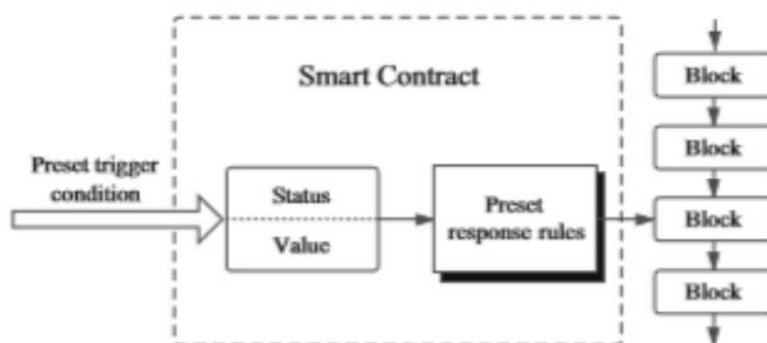 Smart Contract
Preset trigger
condition
Status
Value
Preset
response rules
Block
Block
Block
Block